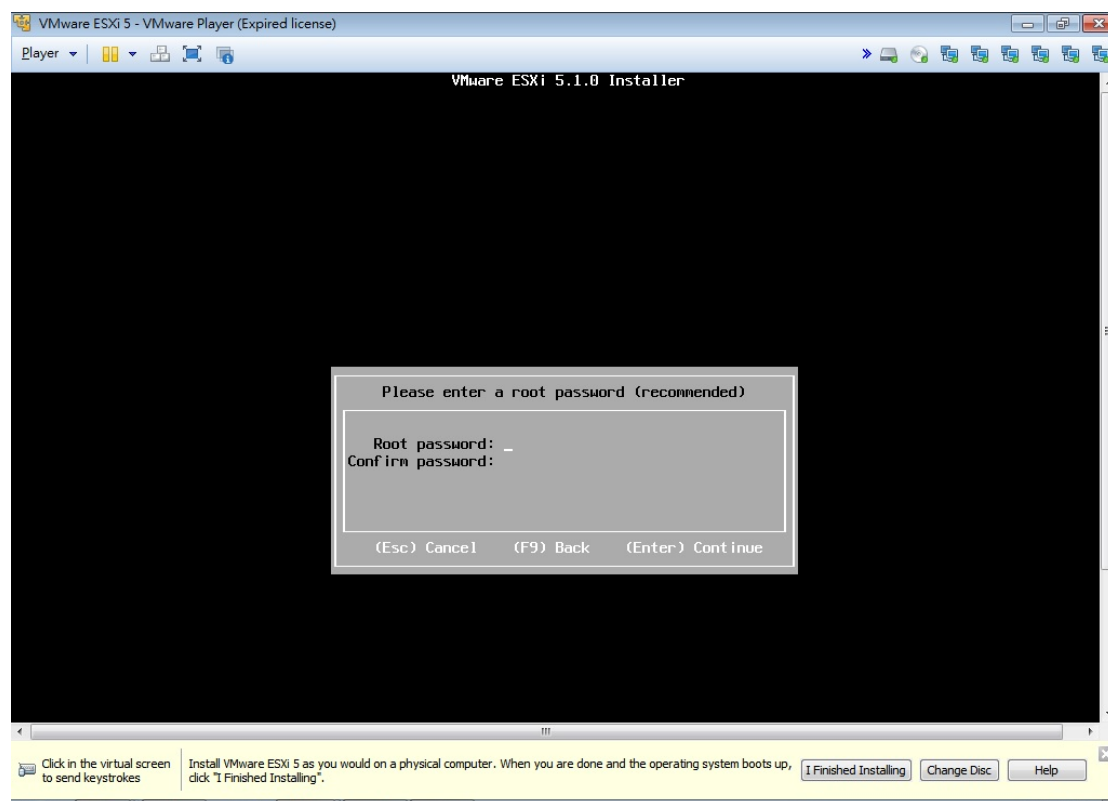 VMware ESXi 5 - VMware Player (Expired license)
Player
VMware ESXi 5.1.0 Installer
Please enter a root password (recommended)
Root password: _
Confirm password:
(Esc) Cancel (F9) Back (Enter) Continue
Click in the virtual screen
to send keystrokes
Install VMware ESXi 5 as you would on a physical computer. When you are done and the operating system boots up,
click "I Finished Installing".
I Finished Installing
Change Disc
Help